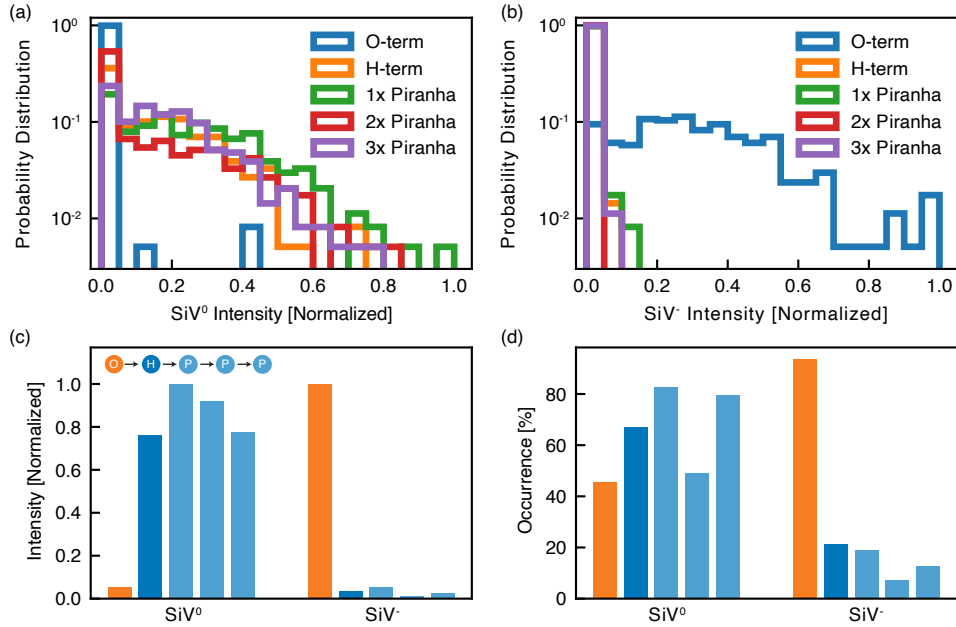 (a)
Probability Distribution
10⁰
10⁻¹
10⁻²
O-term
H-term
1x Piranha
2x Piranha
3x Piranha
0.0 0.2 0.4 0.6 0.8 1.0
SiV⁰ Intensity [Normalized]
(b)
Probability Distribution
10⁰
10⁻¹
10⁻²
O-term
H-term
1x Piranha
2x Piranha
3x Piranha
0.0 0.2 0.4 0.6 0.8 1.0
SiV⁻ Intensity [Normalized]
(c)
O H P P P
Intensity [Normalized]
1.0
0.8
0.6
0.4
0.2
0.0
SiV⁰ SiV⁻
(d)
Occurrence [%]
80
60
40
20
0
SiV⁰ SiV⁻